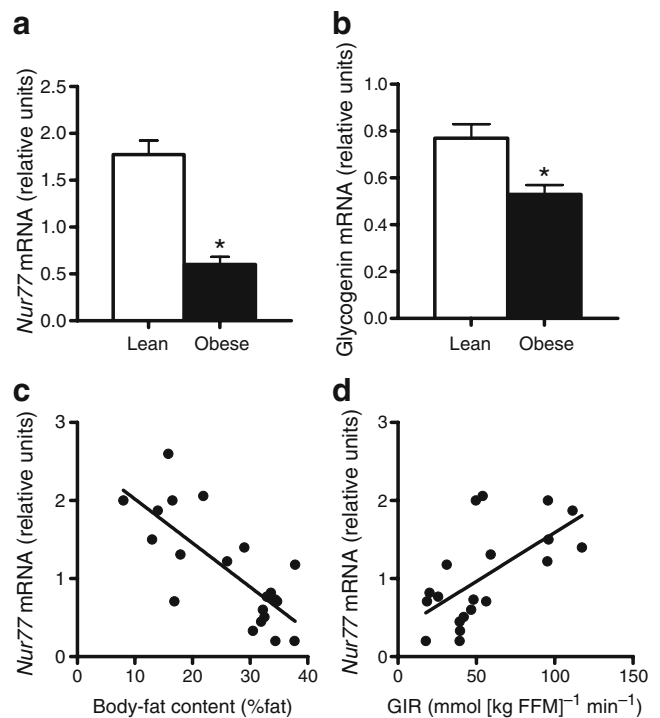 a
Nur77 mRNA (relative units)
2.5
2.0
1.5
1.0
0.5
0.0
*
Lean Obese
b
Glycogenin mRNA (relative units)
1.0
0.8
0.6
0.4
0.2
0.0
*
Lean Obese
c
Nur77 mRNA (relative units)
3
2
1
0
0 10 20 30 40
Body-fat content (%fat)
d
Nur77 mRNA (relative units)
3
2
1
0
0 50 100 150
GIR (mmol [kg FFM]⁻¹ min⁻¹)